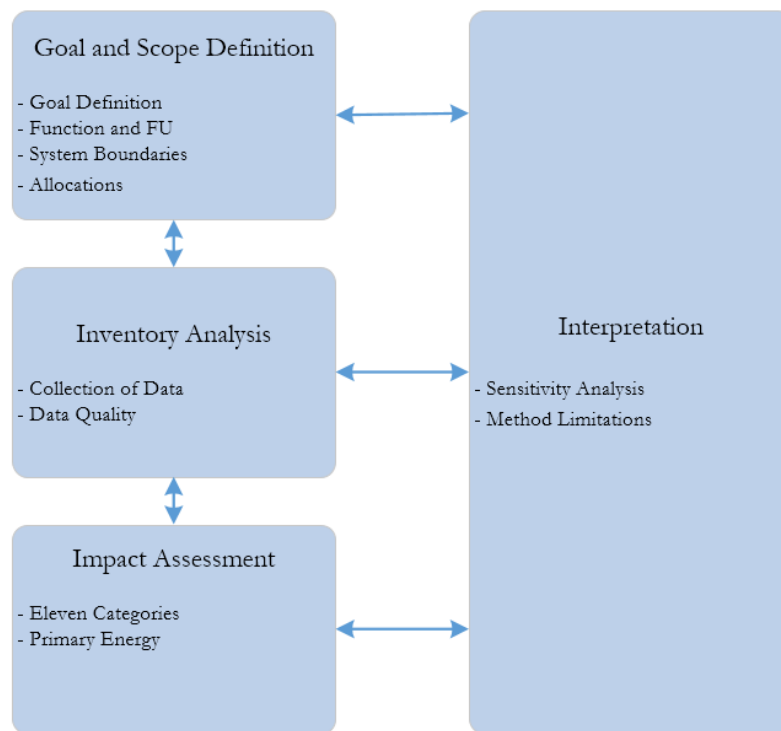 Goal and Scope Definition
- Goal Definition
- Function and FU
- System Boundaries
- Allocations
Inventory Analysis
- Collection of Data
- Data Quality
Impact Assessment
- Eleven Categories
- Primary Energy
Interpretation
- Sensitivity Analysis
- Method Limitations